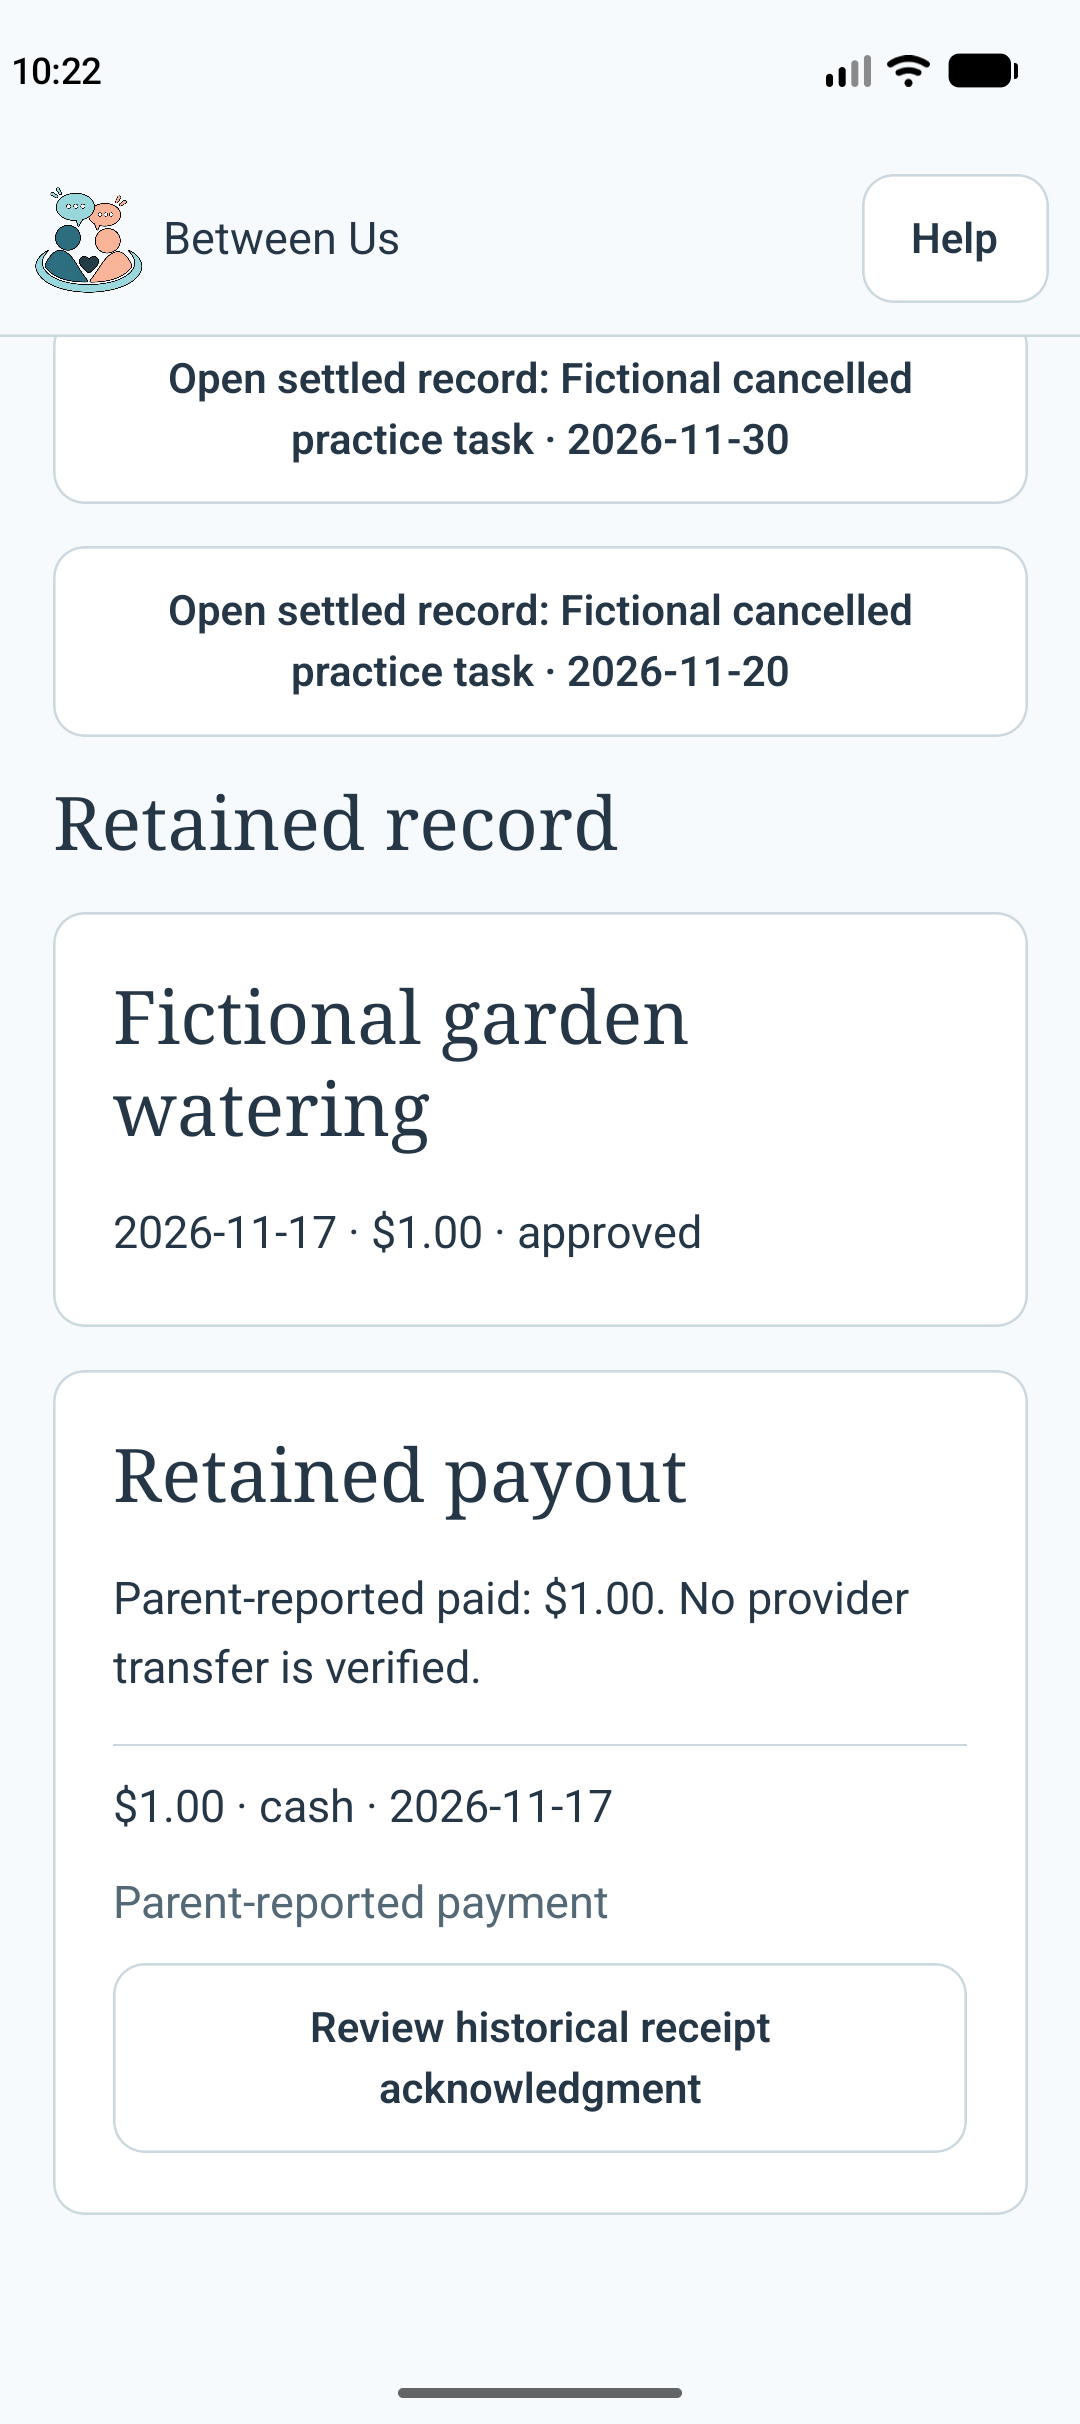 10:22
Between Us
Help
Open settled record: Fictional cancelled
practice task · 2026-11-30
Open settled record: Fictional cancelled
practice task · 2026-11-20
Retained record
Fictional garden
watering
2026-11-17 · $1.00 · approved
Retained payout
Parent-reported paid: $1.00. No provider
transfer is verified.
$1.00 · cash · 2026-11-17
Parent-reported payment
Review historical receipt
acknowledgment